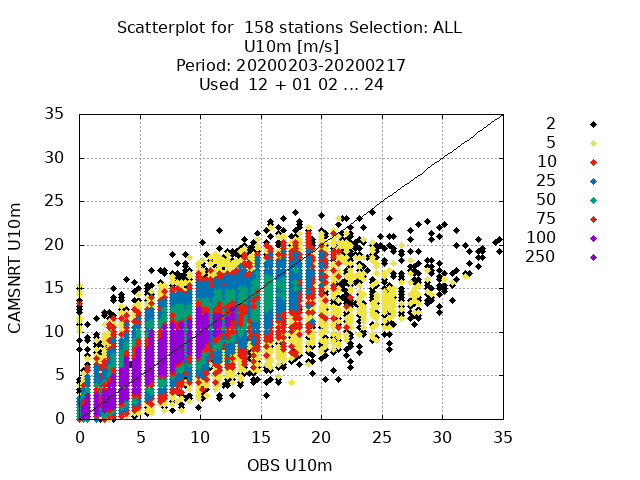 Scatterplot for  158 stations Selection: ALL
U10m [m/s]
Period: 20200203-20200217
Used  12 + 01 02 ... 24
CAMSNRT U10m
35
30
25
20
15
10
5
0
0 5 10 15 20 25 30 35
OBS U10m
2
5
10
25
50
75
100
250